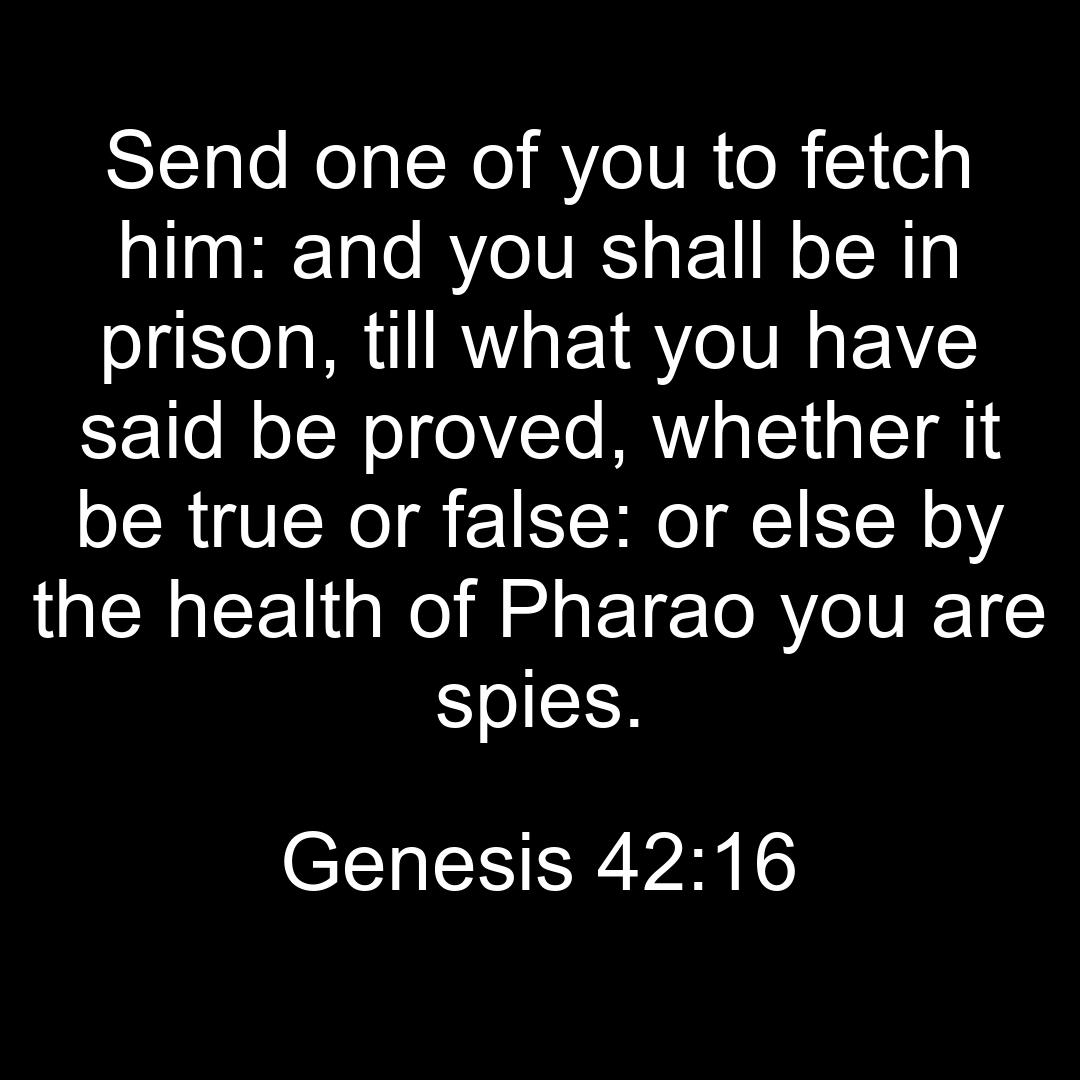 Send one of you to fetch
him: and you shall be in
prison, till what you have
said be proved, whether it
be true or false: or else by
the health of Pharao you are
spies.
Genesis 42:16